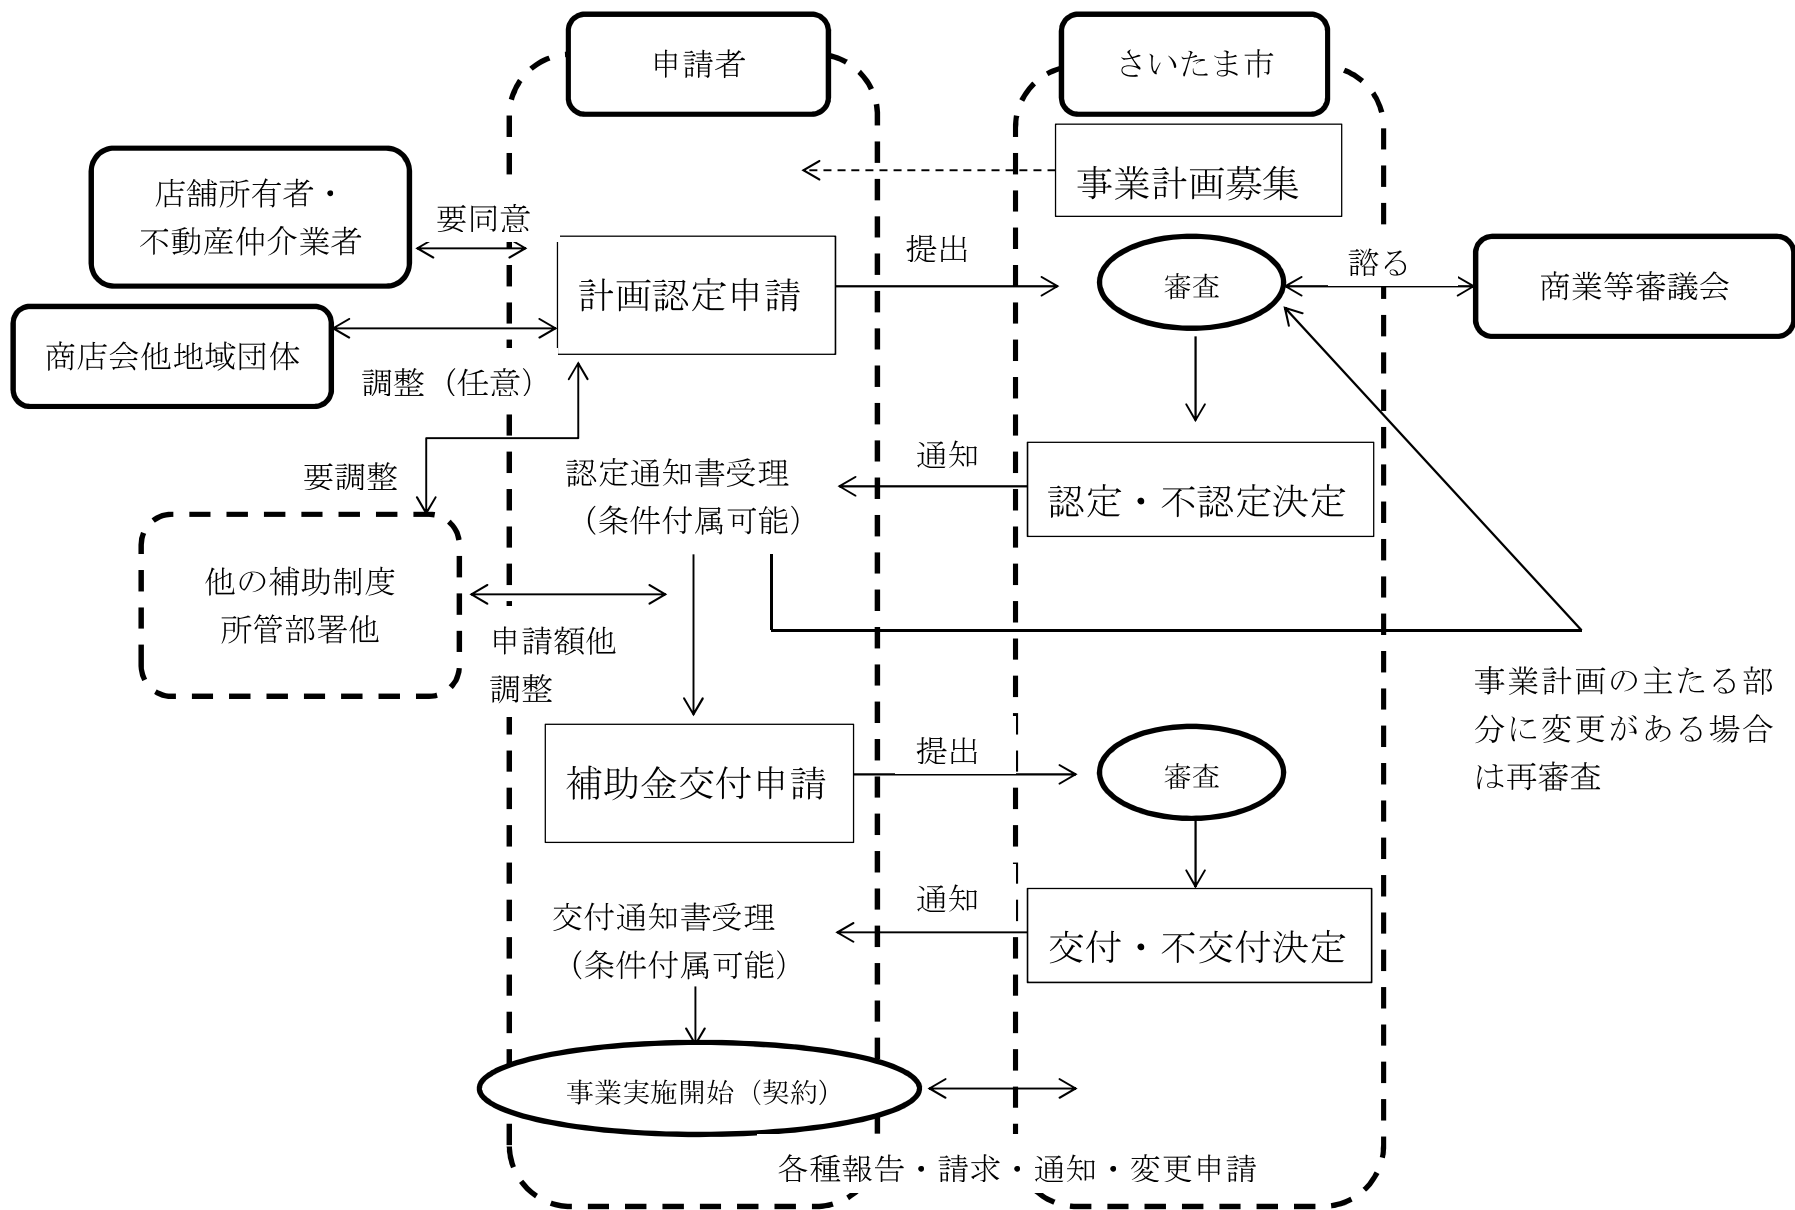 申請者
さいたま市
事業計画募集
店舗所有者・
不動産仲介業者
要同意
計画認定申請
提出
審査
諮る
商業等審議会
商店会他地域団体
調整（任意）
要調整
認定通知書受理
（条件付属可能）
通知
認定・不認定決定
他の補助制度
所管部署他
申請額他
調整
事業計画の主たる部
分に変更がある場合
は再審査
補助金交付申請
提出
審査
交付通知書受理
（条件付属可能）
通知
交付・不交付決定
事業実施開始（契約）
各種報告・請求・通知・変更申請